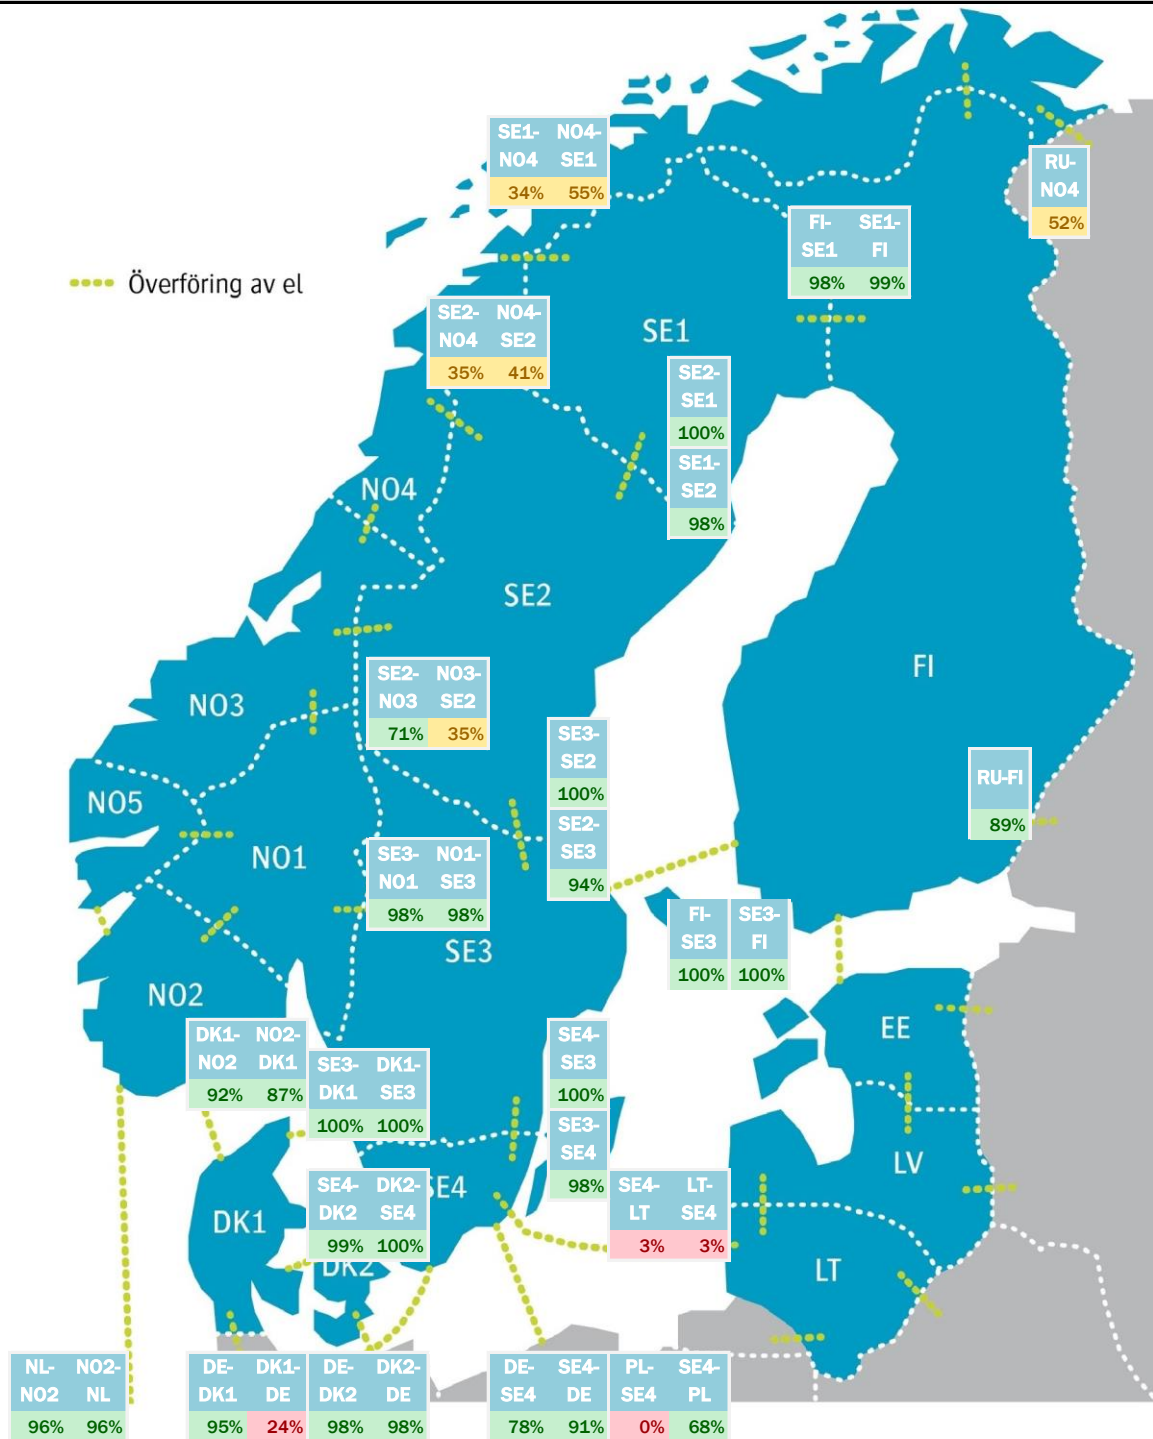 SE1- NO4-
NO4 SE1
34% 55%
RU-
NO4
52%
FI- SE1-
SE1 FI
98% 99%
Överföring av el
SE2- NO4-
NO4 SE2
35% 41%
SE1
SE2-
SE1
100%
SE1-
SE2
98%
NO4
SE2
FI
SE2- NO3-
NO3 SE2
71% 35%
NO3
SE3-
SE2
100%
SE2-
SE3
94%
RU-FI
89%
NO5
NO1
SE3- NO1-
NO1 SE3
98% 98%
SE3
FI- SE3-
SE3 FI
100% 100%
NO2
EE
DK1- NO2-
NO2 DK1
92% 87%
SE3- DK1-
DK1 SE3
100% 100%
SE4-
SE3
100%
SE3-
SE4
98%
LV
SE4- DK2-
DK2 SE4
99% 100%
SE4
SE4- LT-
LT SE4
3% 3%
DK1
DK2
LT
NL- NO2-
NO2 NL
96% 96%
DE- DK1- DE- DK2-
DK1 DE DK2 DE
95% 24% 98% 98%
DE- SE4- PL- SE4-
SE4 DE SE4 PL
78% 91% 0% 68%